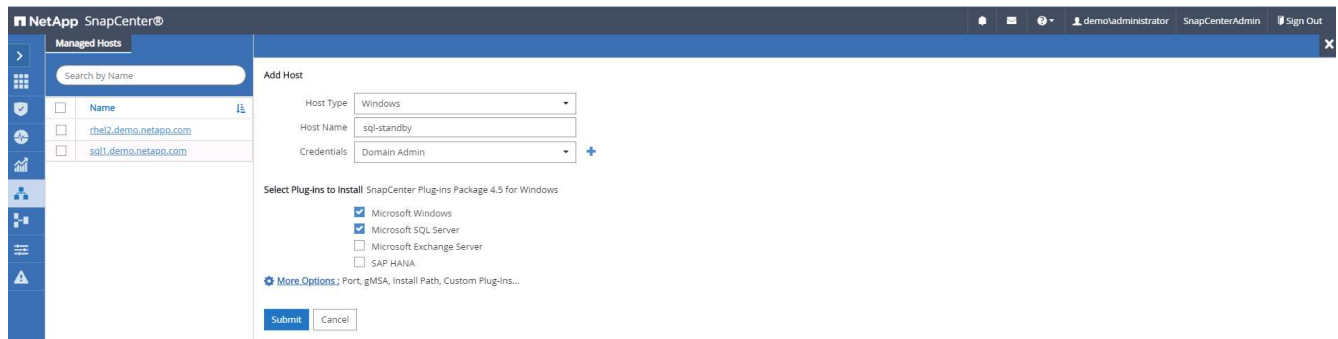 NetApp SnapCenter®
demo\administrator SnapCenterAdmin Sign Out
Managed Hosts
Search by Name
Name
rhel2.demo.netapp.com
sql1.demo.netapp.com
Add Host
Host Type Windows
Host Name sql-standby
Credentials Domain Admin
Select Plug-ins to Install SnapCenter Plug-ins Package 4.5 for Windows
Microsoft Windows
Microsoft SQL Server
Microsoft Exchange Server
SAP HANA
More Options : Port, gMSA, Install Path, Custom Plug-Ins...
Submit Cancel